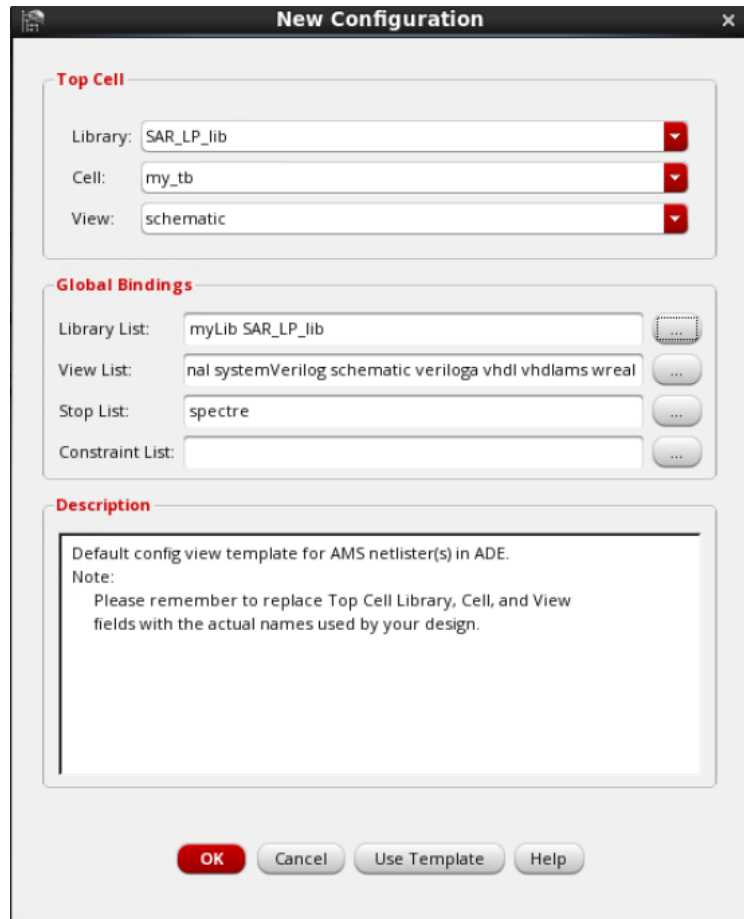 New Configuration
Top Cell
Library: SAR_LP_lib
Cell: my_tb
View: schematic
Global Bindings
Library List: myLib SAR_LP_lib ...
View List: nal systemVerilog schematic veriloga vhdl vhdlams wreal ...
Stop List: spectre ...
Constraint List: ...
Description
Default config view template for AMS netlister(s) in ADE.
Note:
Please remember to replace Top Cell Library, Cell, and View
fields with the actual names used by your design.
OK Cancel Use Template Help